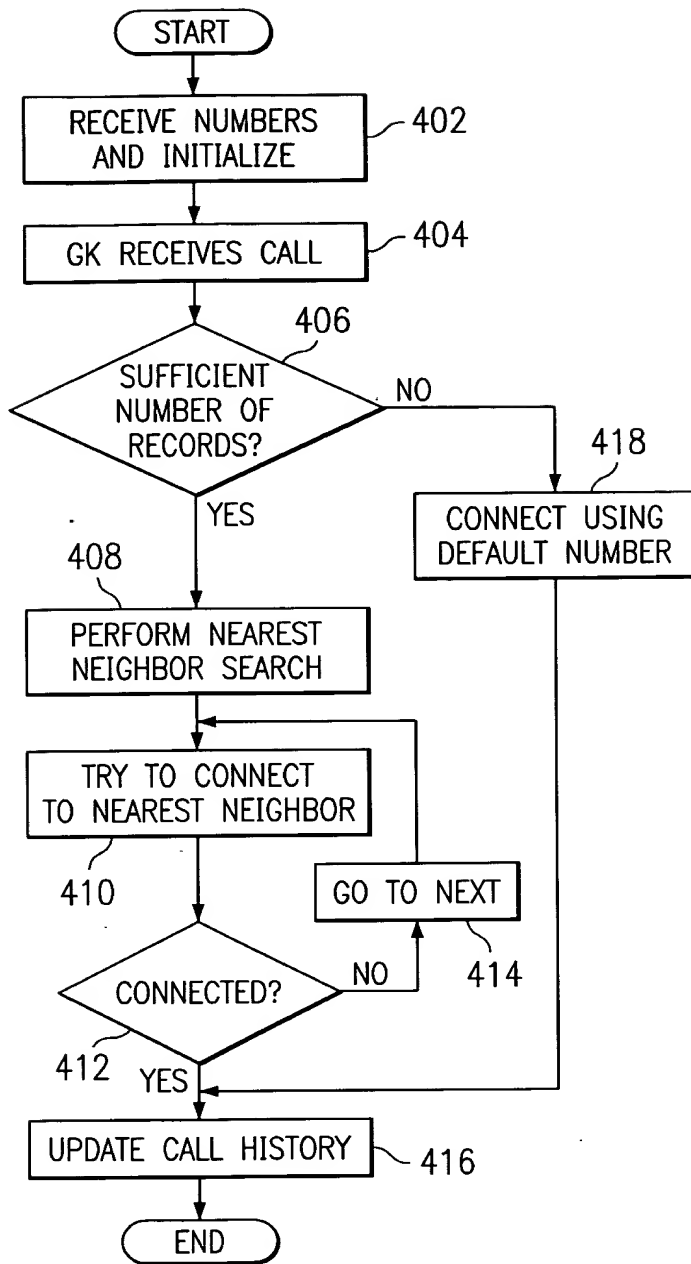 START
RECEIVE NUMBERS
AND INITIALIZE
402
GK RECEIVES CALL
404
406
SUFFICIENT
NUMBER OF
RECORDS?
NO
YES
418
CONNECT USING
DEFAULT NUMBER
408
PERFORM NEAREST
NEIGHBOR SEARCH
TRY TO CONNECT
TO NEAREST NEIGHBOR
410
GO TO NEXT
414
CONNECTED?
NO
412
YES
UPDATE CALL HISTORY
416
END